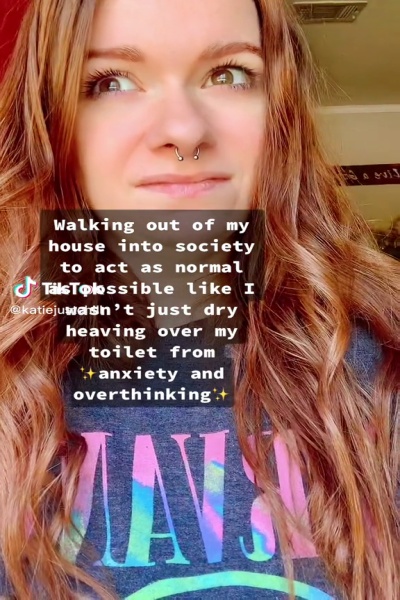 Walking out of my
house into society
to act as normal
as possible like I
wasn't just dry
heaving over my
toilet from
✨anxiety and
overthinking✨
TikTok